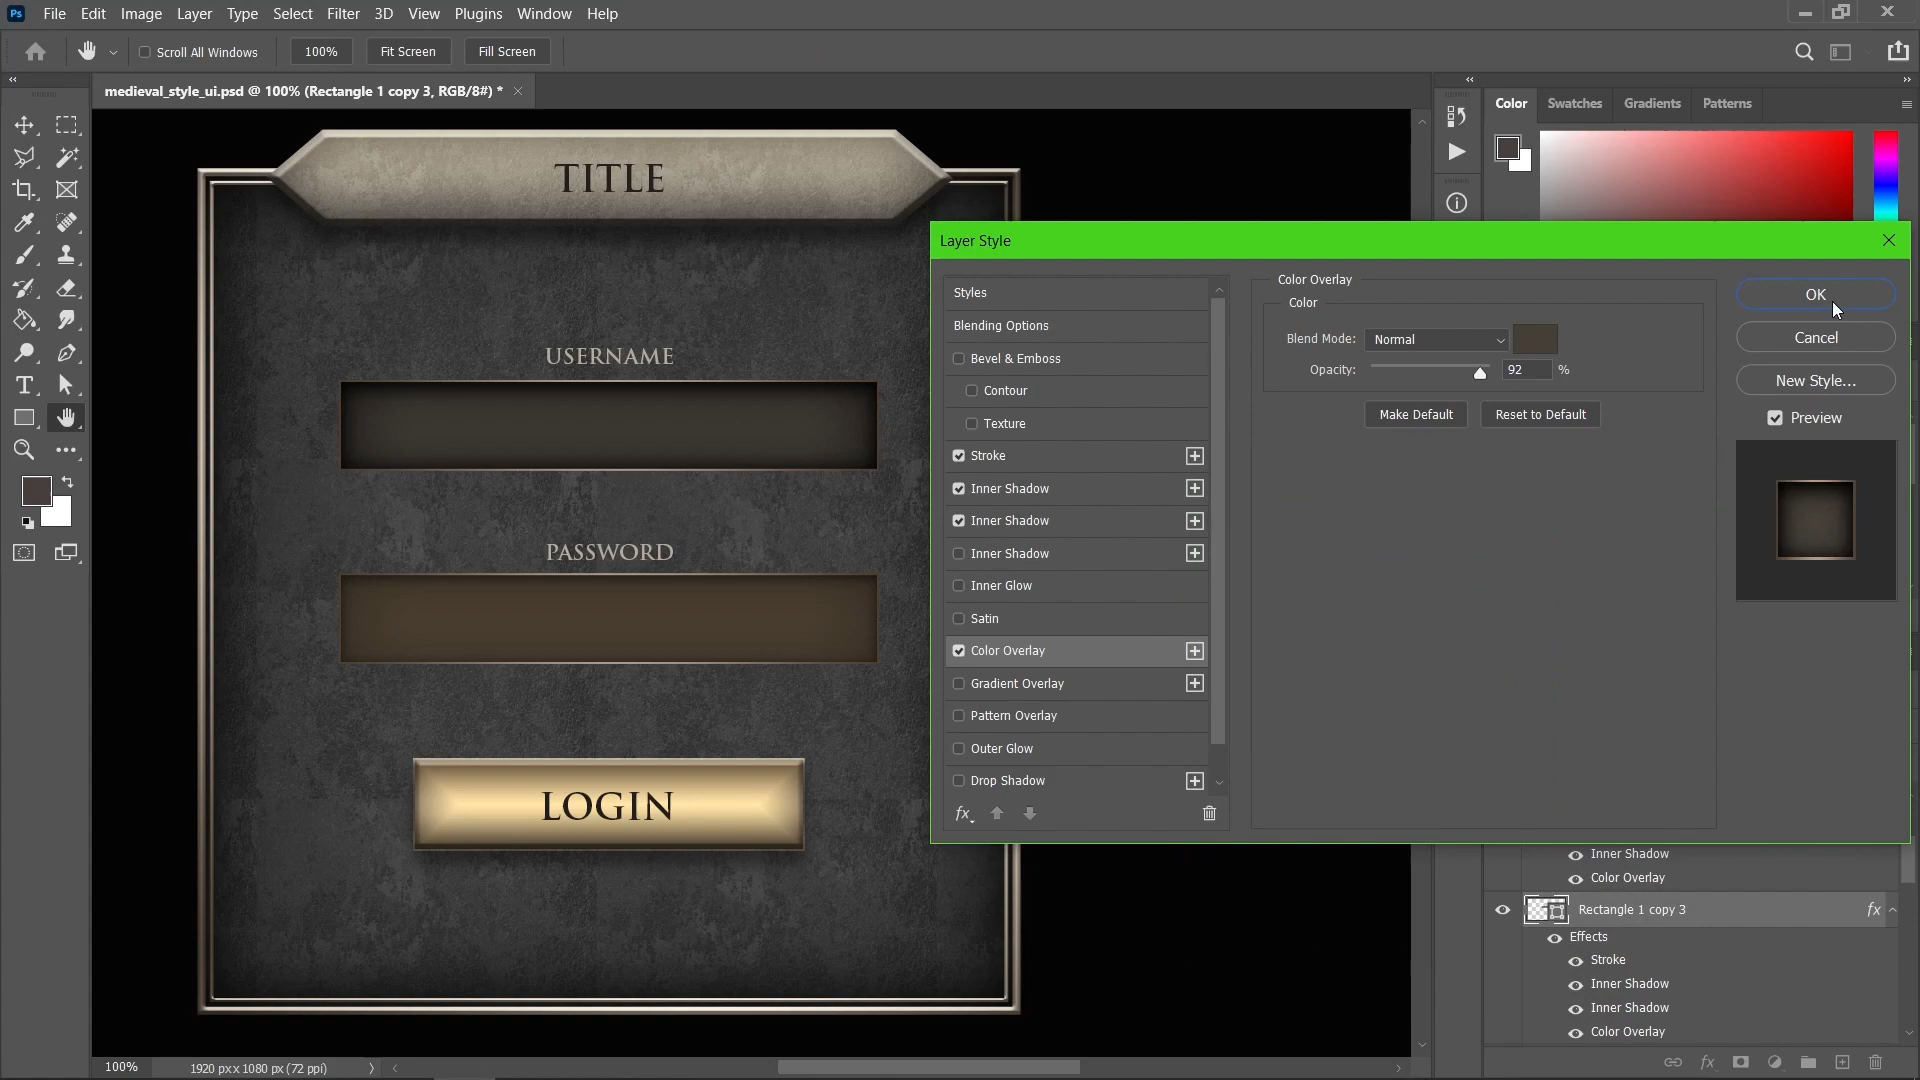 Ps File Edit Image Layer Type Select Filter 3D View Plugins Window Help
Scroll All Windows 100% Fit Screen Fill Screen
medieval_style_ui.psd @ 100% (Rectangle 1 copy 3, RGB/8#) *
Color Swatches Gradients Patterns
TITLE
USERNAME
PASSWORD
LOGIN
Layer Style
Styles
Blending Options
Bevel & Emboss
Contour
Texture
Stroke
Inner Shadow
Inner Shadow
Inner Shadow
Inner Glow
Satin
Color Overlay
Gradient Overlay
Pattern Overlay
Outer Glow
Drop Shadow
fx
Color Overlay
Color
Blend Mode: Normal
Opacity: 92 %
Make Default Reset to Default
OK
Cancel
New Style...
Preview
Inner Shadow
Color Overlay
Rectangle 1 copy 3 fx
Effects
Stroke
Inner Shadow
Inner Shadow
Color Overlay
fx
100% 1920 px x 1080 px (72 ppi)